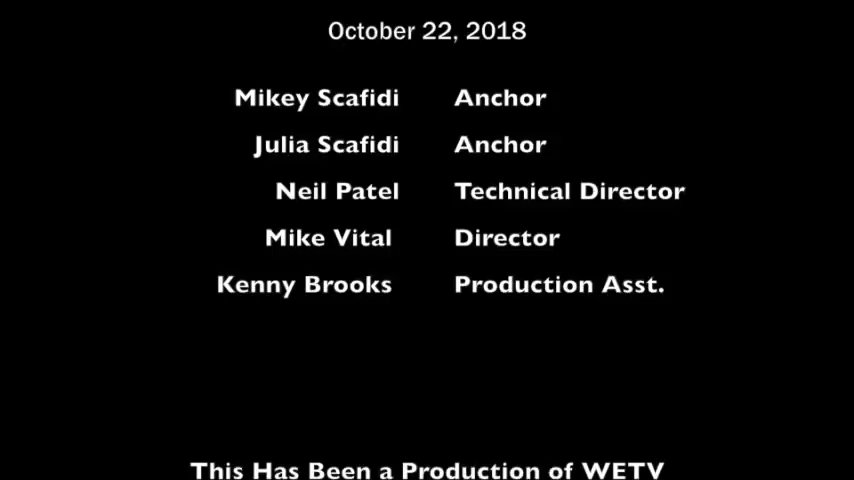 October 22, 2018
Mikey Scafidi Anchor
Julia Scafidi Anchor
Neil Patel Technical Director
Mike Vital Director
Kenny Brooks Production Asst.
This Has Been a Production of WETV